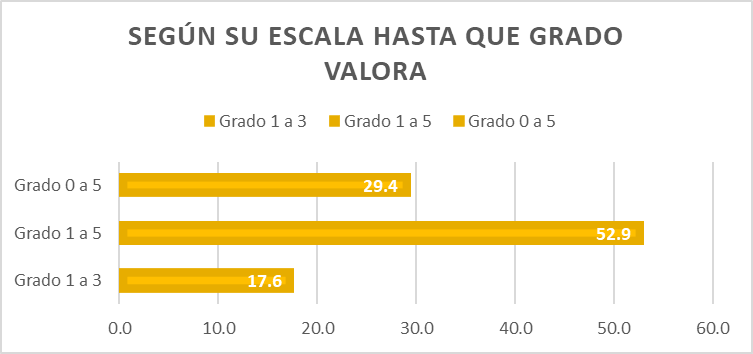 SEGÚN SU ESCALA HASTA QUE GRADO
VALORA
Grado 1 a 3 Grado 1 a 5 Grado 0 a 5
Grado 0 a 5 29.4
Grado 1 a 5 52.9
Grado 1 a 3 17.6
0.0 10.0 20.0 30.0 40.0 50.0 60.0